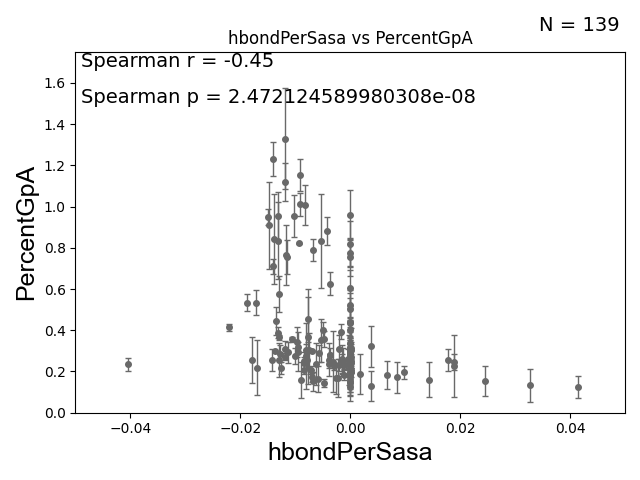 N = 139
hbondPerSasa vs PercentGpA
Spearman r = -0.45
Spearman p = 2.472124589980308e-08
PercentGpA
1.6
1.4
1.2
1.0
0.8
0.6
0.4
0.2
0.0
−0.04 −0.02 0.00 0.02 0.04
hbondPerSasa